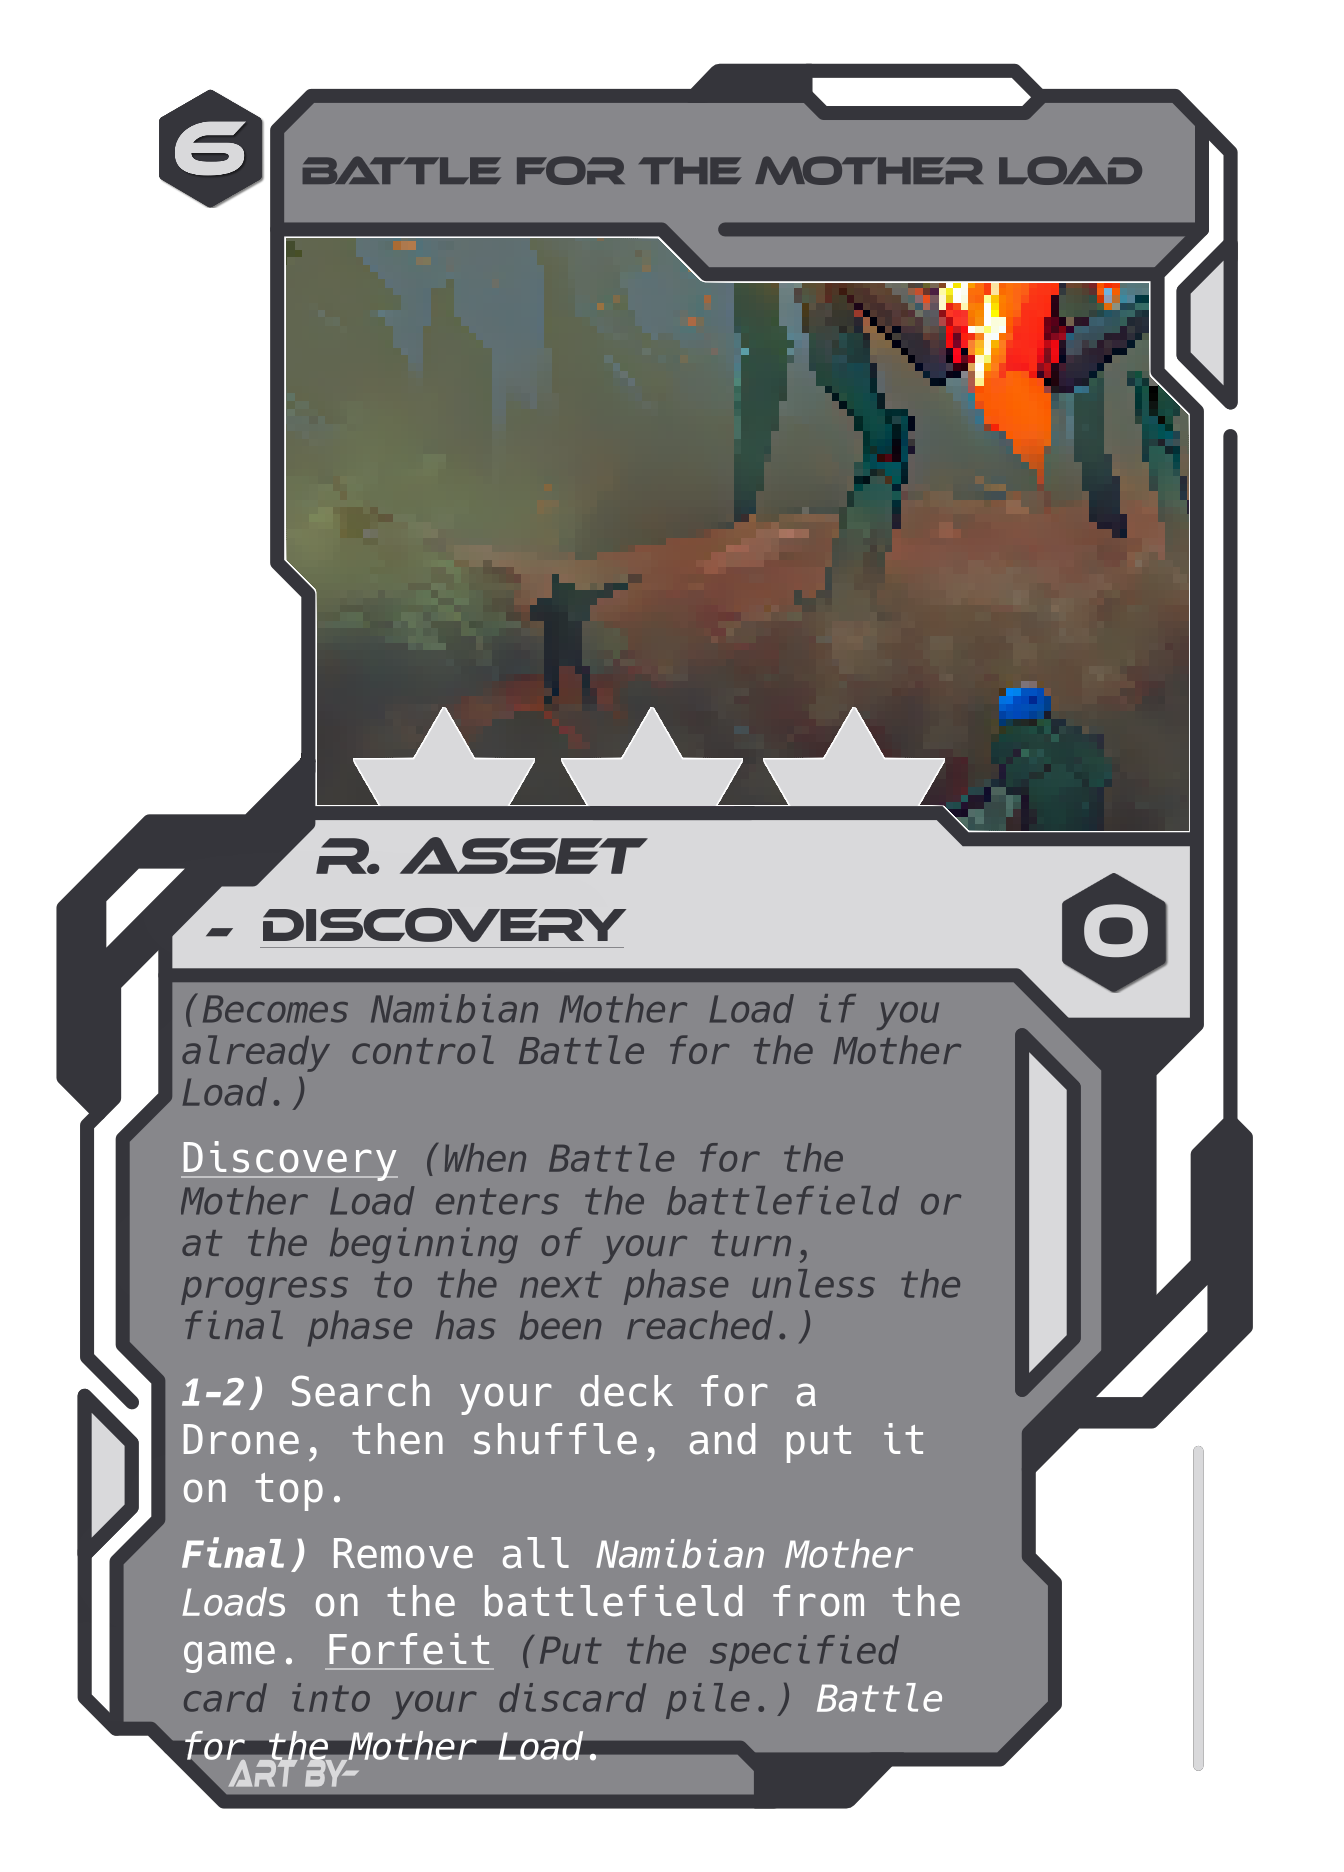 6
BATTLE FOR THE MOTHER LOAD
R. ASSET
- DISCOVERY
0
(Becomes Namibian Mother Load if you
already control Battle for the Mother
Load.)
Discovery (When Battle for the
Mother Load enters the battlefield or
at the beginning of your turn,
progress to the next phase unless the
final phase has been reached.)
1-2) Search your deck for a
Drone, then shuffle, and put it
on top.
Final) Remove all Namibian Mother
Loads on the battlefield from the
game. Forfeit (Put the specified
card into your discard pile.) Battle
for the Mother Load.
ART BY-